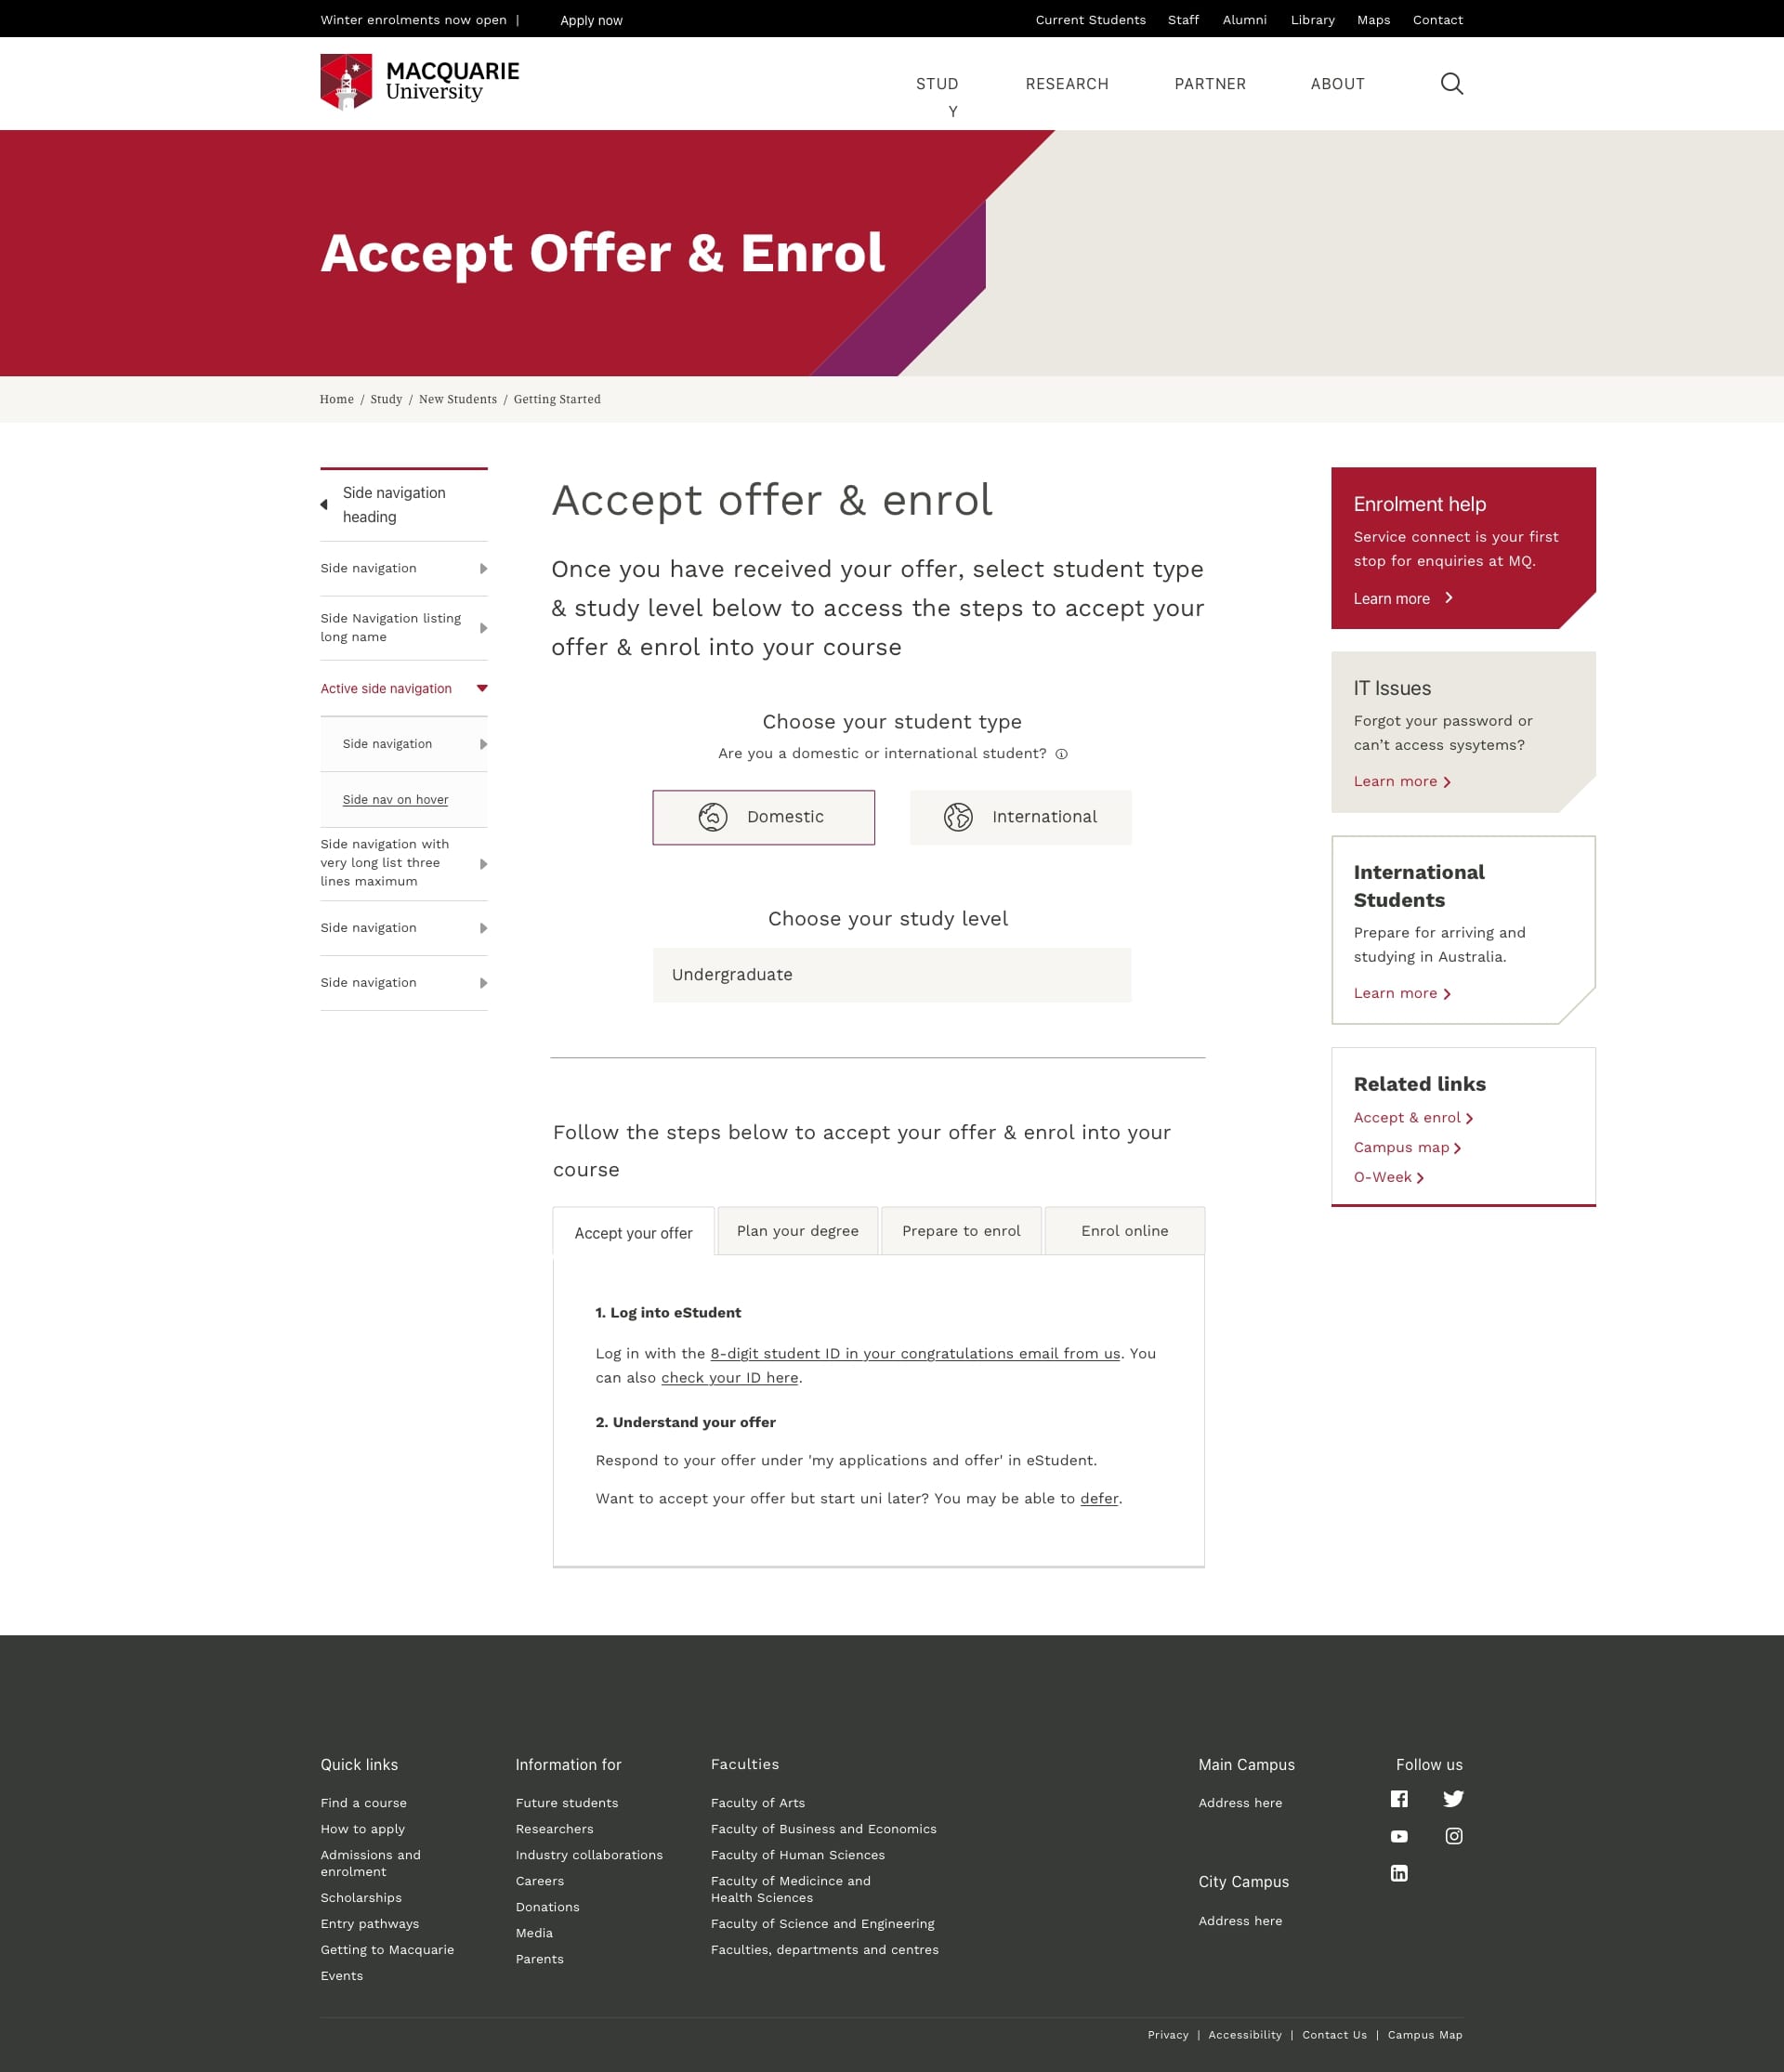 Winter enrolments now open | Apply now
Current Students Staff Alumni Library Maps Contact
MACQUARIE
University
STUD
Y
RESEARCH PARTNER ABOUT
Accept Offer & Enrol
Home / Study / New Students / Getting Started
Side navigation
heading
Side navigation
Side Navigation listing
long name
Active side navigation
Side navigation
Side nav on hover
Side navigation with
very long list three
lines maximum
Side navigation
Side navigation
Accept offer & enrol
Once you have received your offer, select student type
& study level below to access the steps to accept your
offer & enrol into your course
Choose your student type
Are you a domestic or international student?
Domestic
International
Choose your study level
Undergraduate
Follow the steps below to accept your offer & enrol into your
course
Accept your offer
Plan your degree
Prepare to enrol
Enrol online
1. Log into eStudent
Log in with the 8-digit student ID in your congratulations email from us. You
can also check your ID here.
2. Understand your offer
Respond to your offer under 'my applications and offer' in eStudent.
Want to accept your offer but start uni later? You may be able to defer.
Enrolment help
Service connect is your first
stop for enquiries at MQ.
Learn more
IT Issues
Forgot your password or
can’t access sysytems?
Learn more
International
Students
Prepare for arriving and
studying in Australia.
Learn more
Related links
Accept & enrol
Campus map
O-Week
Quick links
Find a course
How to apply
Admissions and
enrolment
Scholarships
Entry pathways
Getting to Macquarie
Events
Information for
Future students
Researchers
Industry collaborations
Careers
Donations
Media
Parents
Faculties
Faculty of Arts
Faculty of Business and Economics
Faculty of Human Sciences
Faculty of Medicince and
Health Sciences
Faculty of Science and Engineering
Faculties, departments and centres
Main Campus
Address here
City Campus
Address here
Follow us
Privacy | Accessibility | Contact Us | Campus Map